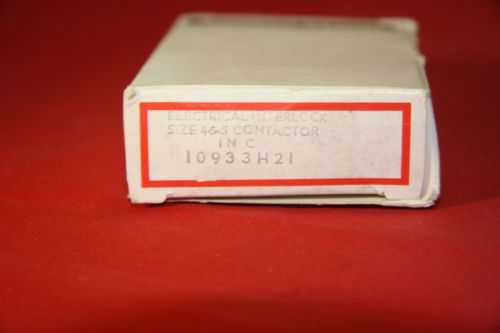 ELECTRICAL INTERLOCK
SIZE 4&5 CONTACTOR
1 N C
10933H21